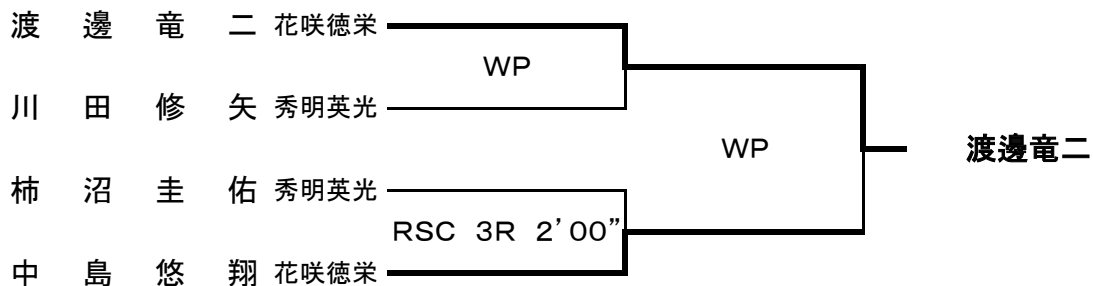 渡邊竜二 花咲徳栄
WP
川田修矢 秀明英光
WP
渡邊竜二
柿沼圭佑 秀明英光
RSC 3R 2’00”
中島悠翔 花咲徳栄